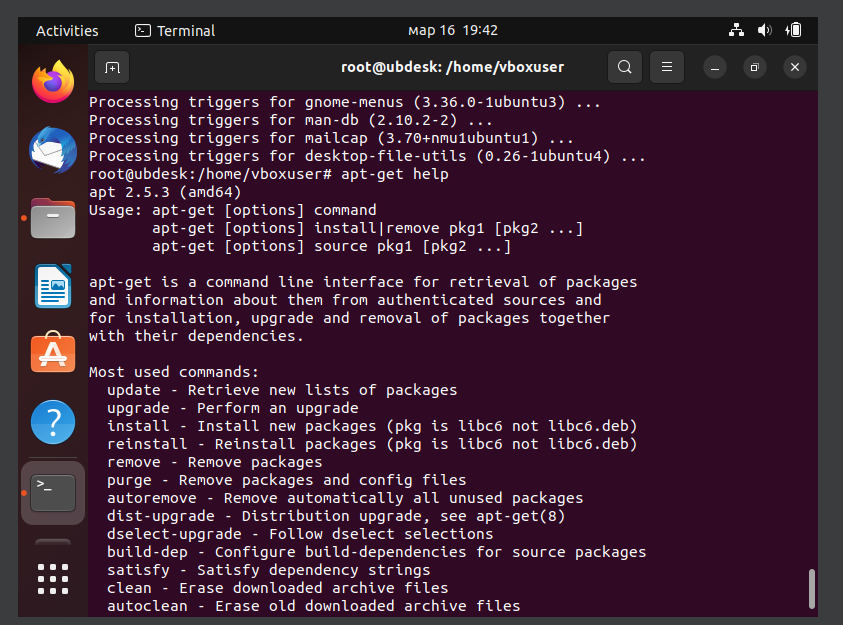 Activities
Terminal
мар 16 19:42
root@ubdesk: /home/vboxuser
Processing triggers for gnome-menus (3.36.0-1ubuntu3) ...
Processing triggers for man-db (2.10.2-2) ...
Processing triggers for mailcap (3.70+nmu1ubuntu1) ...
Processing triggers for desktop-file-utils (0.26-1ubuntu4) ...
root@ubdesk:/home/vboxuser# apt-get help
apt 2.5.3 (amd64)
Usage: apt-get [options] command
       apt-get [options] install|remove pkg1 [pkg2 ...]
       apt-get [options] source pkg1 [pkg2 ...]

apt-get is a command line interface for retrieval of packages
and information about them from authenticated sources and
for installation, upgrade and removal of packages together
with their dependencies.

Most used commands:
  update - Retrieve new lists of packages
  upgrade - Perform an upgrade
  install - Install new packages (pkg is libc6 not libc6.deb)
  reinstall - Reinstall packages (pkg is libc6 not libc6.deb)
  remove - Remove packages
  purge - Remove packages and config files
  autoremove - Remove automatically all unused packages
  dist-upgrade - Distribution upgrade, see apt-get(8)
  dselect-upgrade - Follow dselect selections
  build-dep - Configure build-dependencies for source packages
  satisfy - Satisfy dependency strings
  clean - Erase downloaded archive files
  autoclean - Erase old downloaded archive files